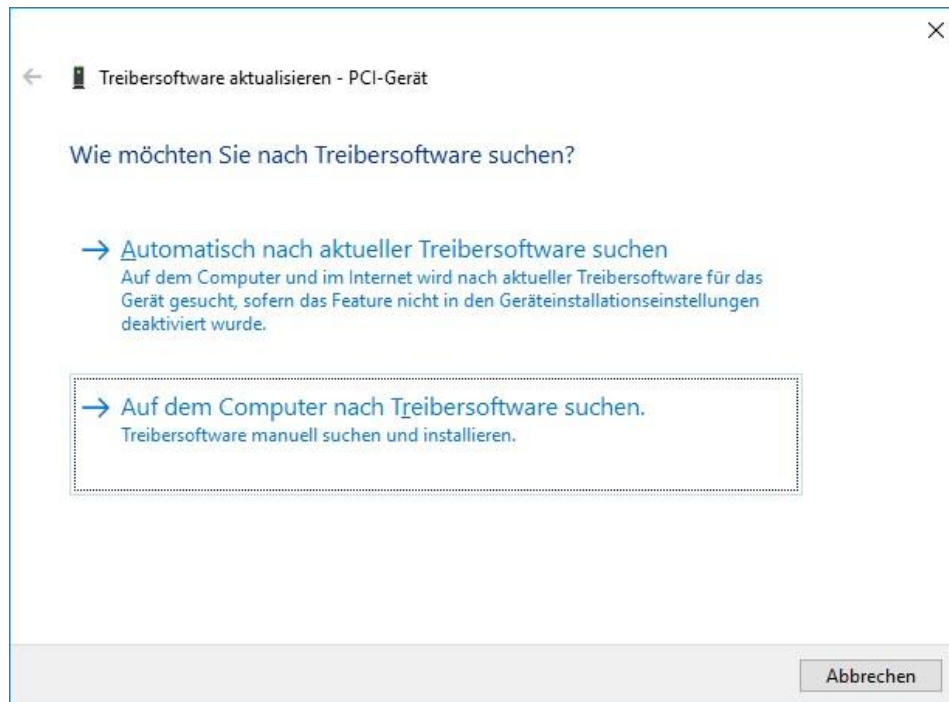 Treibersoftware aktualisieren - PCI-Gerät
Wie möchten Sie nach Treibersoftware suchen?
Automatisch nach aktueller Treibersoftware suchen
Auf dem Computer und im Internet wird nach aktueller Treibersoftware für das
Gerät gesucht, sofern das Feature nicht in den Geräteinstallationseinstellungen
deaktiviert wurde.
Auf dem Computer nach Treibersoftware suchen.
Treibersoftware manuell suchen und installieren.
Abbrechen